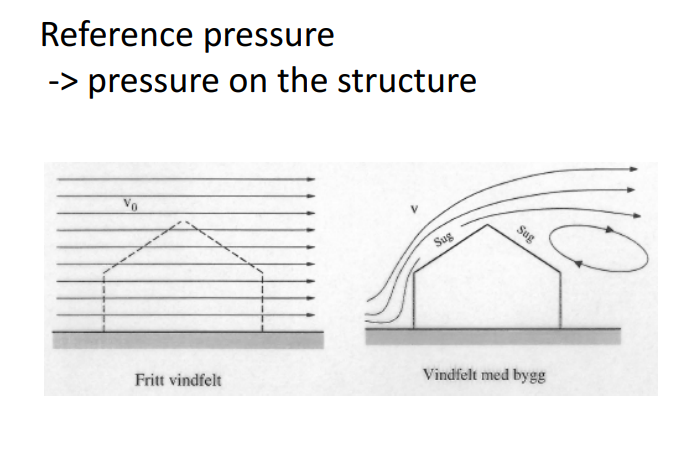 Reference pressure
-> pressure on the structure
V0
V
Sug
Sug
Fritt vindfelt
Vindfelt med bygg